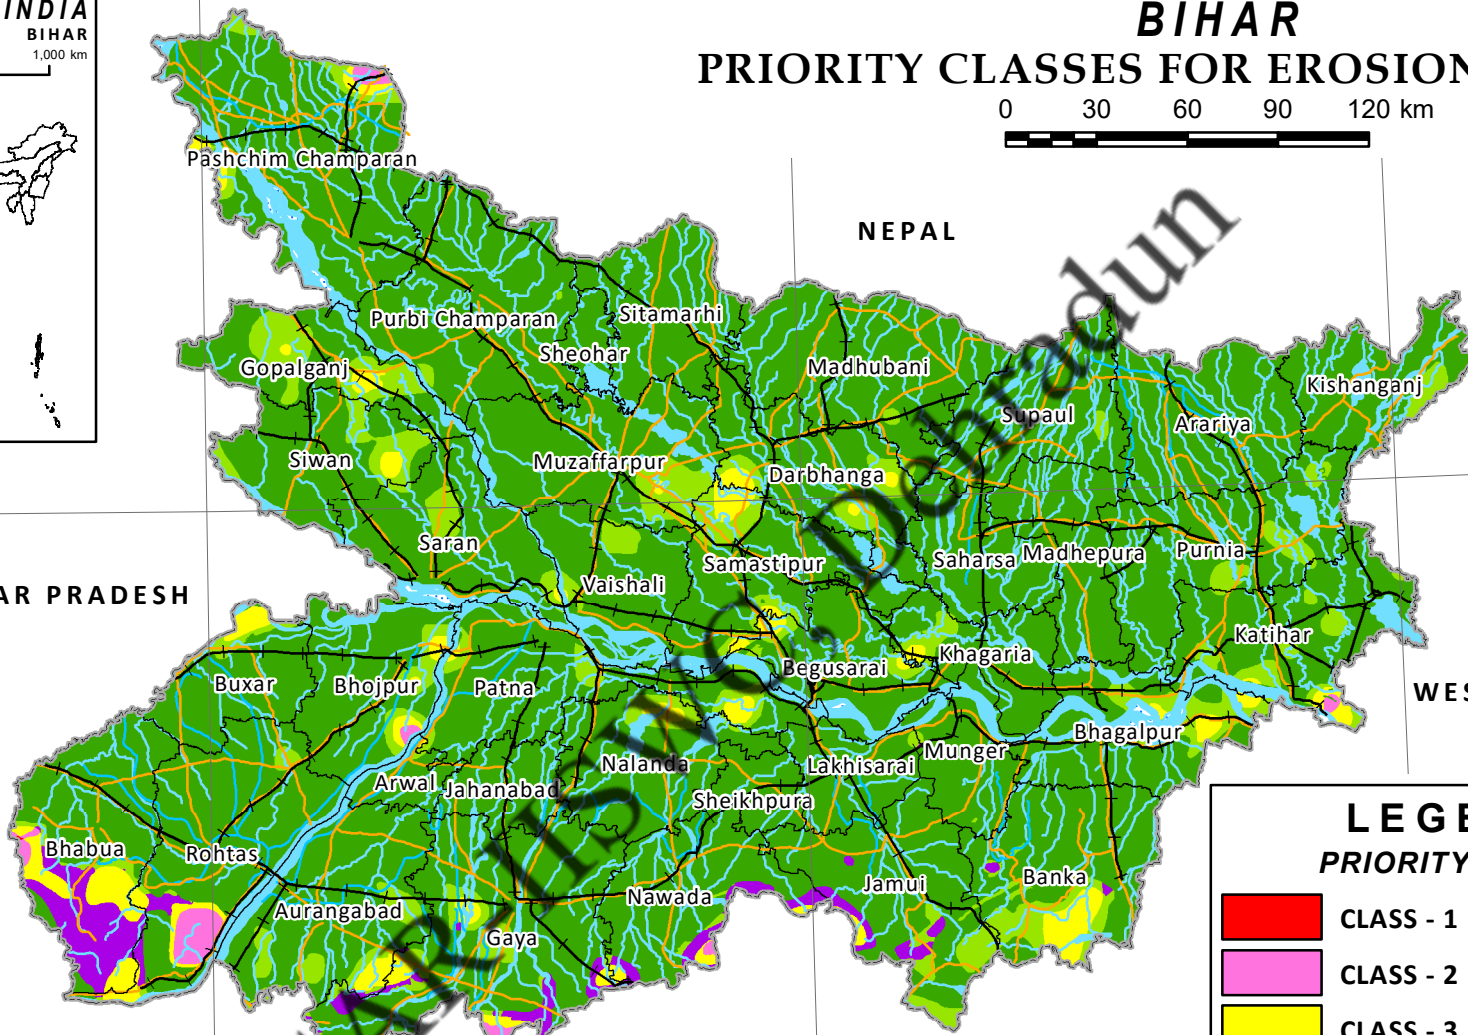 INDIA
BIHAR
1,000 km
BIHAR
PRIORITY CLASSES FOR EROSION
0 30 60 90 120 km
NEPAL
Pashchim Champaran
Purbi Champaran
Sitamarhi
Sheohar
Gopalganj
Madhubani
Kishanganj
Supaul
Arariya
Siwan
Muzaffarpur
Darbhanga
Saran
Samastipur
Saharsa
Madhepura
Purnia
Vaishali
AR PRADESH
Katihar
Begusarai
Khagaria
Buxar
Bhojpur
Patna
WES
Bhagalpur
Munger
Nalanda
Lakhisarai
Arwal
Jahanabad
Sheikhpura
Bhabua
Rohtas
Jamui
Banka
Nawada
Aurangabad
Gaya
AR-IISWC, Dehradun
LEGE
PRIORITY
CLASS - 1
CLASS - 2
CLASS - 3